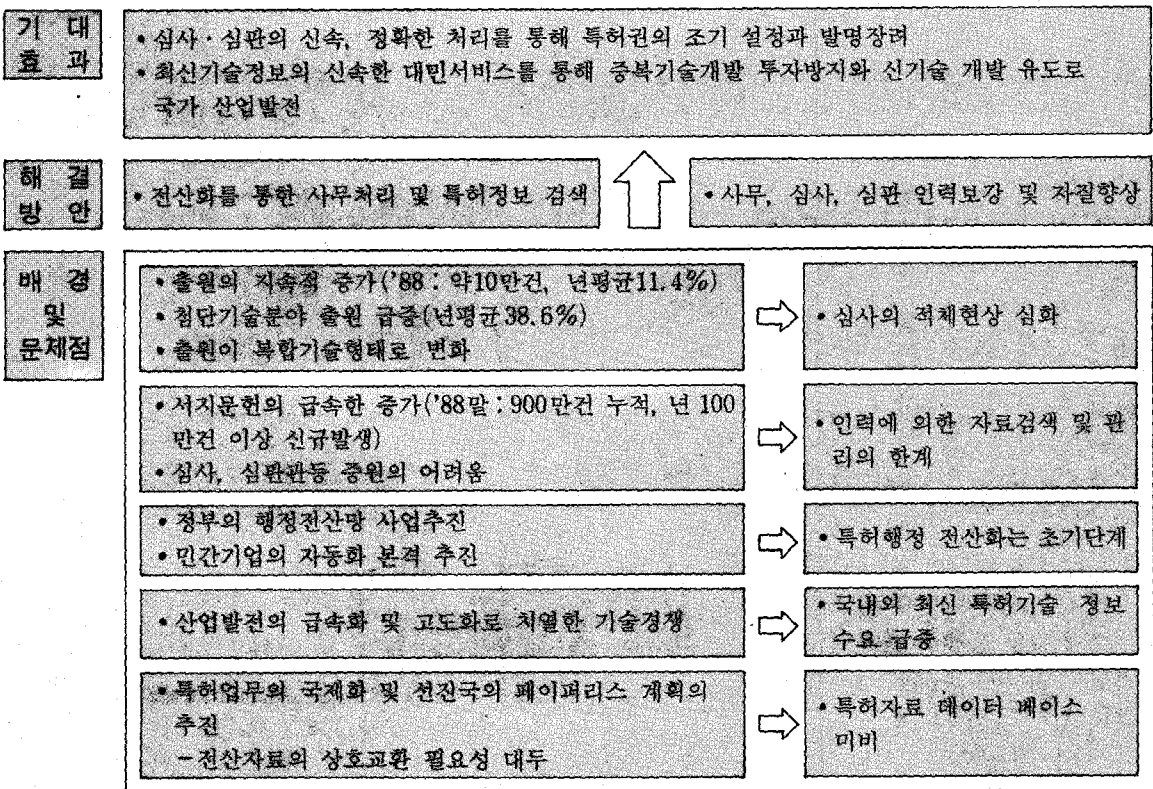 기 대
효 과
• 심사·심판의 신속, 정확한 처리를 통해 특허권의 조기 설정과 발명장려
• 최신기술정보의 신속한 대민서비스를 통해 중복기술개발 투자방지와 신기술 개발 유도로
국가 산업발전
해 결
방 안
• 전산화를 통한 사무처리 및 특허정보 검색
• 사무, 심사, 심판 인력보강 및 자질향상
배 경
및
문제점
• 출원의 지속적 증가('88 : 약10만건, 년평균11.4%)
• 첨단기술분야 출원 급증(년평균38.6%)
• 출원이 복합기술형태로 변화
• 심사의 적체현상 심화
• 서지문헌의 급속한 증가('88말 : 900만건 누적, 년 100
만건 이상 신규발생)
• 심사, 심판관등 증원의 어려움
• 인력에 의한 자료검색 및 관
리의 한계
• 정부의 행정전산망 사업추진
• 민간기업의 자동화 본격 추진
• 특허행정 전산화는 초기단계
• 산업발전의 급속화 및 고도화로 치열한 기술경쟁
• 국내외 최신 특허기술 정보
수요 급증
• 특허업무의 국제화 및 선진국의 페이퍼리스 계획의
추진
－전산자료의 상호교환 필요성 대두
• 특허자료 데이터 베이스
미비